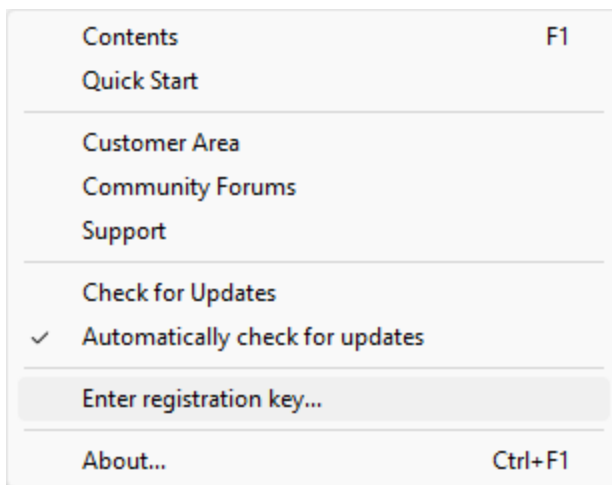 Contents F1
Quick Start
Customer Area
Community Forums
Support
Check for Updates
Automatically check for updates
Enter registration key...
About... Ctrl+F1